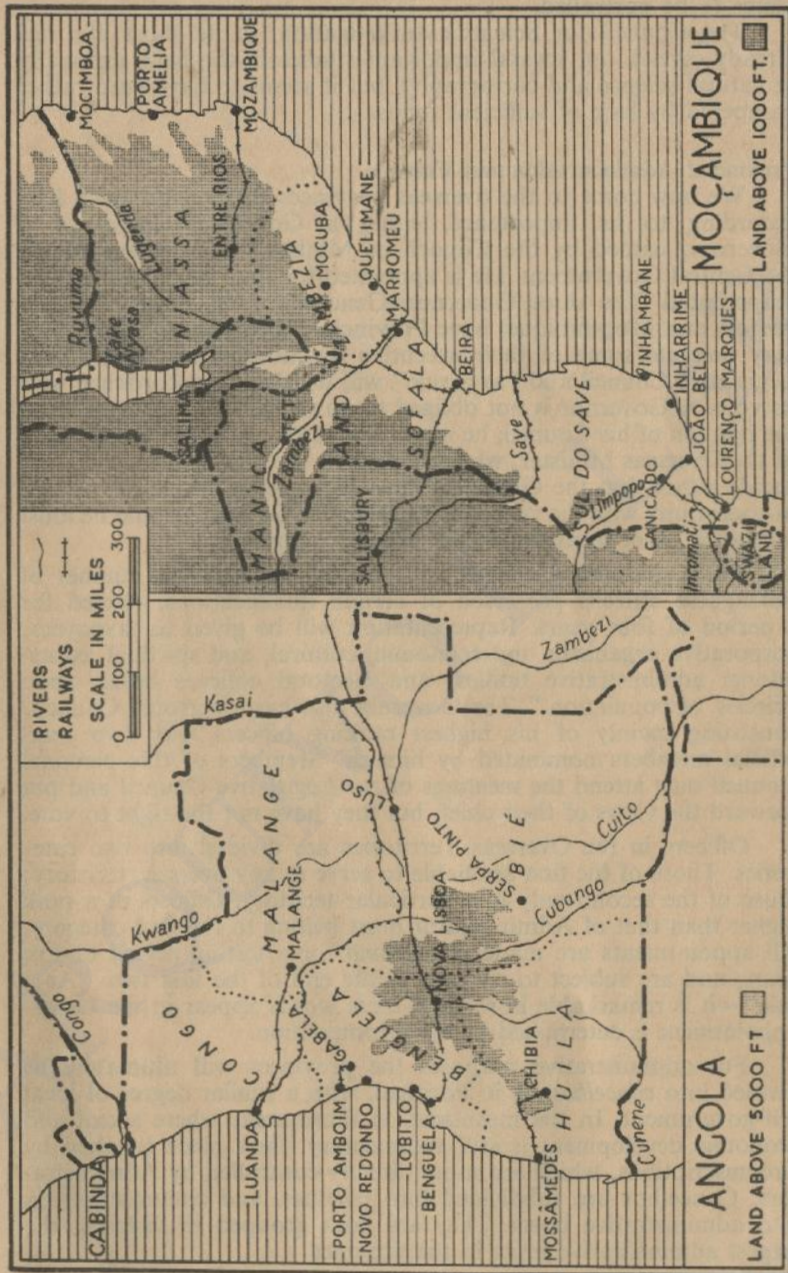 RIVERS
RAILWAYS
SCALE IN MILES
0 100 200 300
CABINDA
Congo
Kwango
Kasai
CONGO
MALANGE
MALANGE
LUANDA
PORTO AMBOIM
GABELA
NOVO REDONDO
LOBITO
BENGUELA
BENGUELA
NOVA LISBOA
LUSO
SERPA PINTO
BIÉ
Zambezi
Cuito
Cubango
CHIBIA
HUILA
MOSSÂMEDES
Cunene
ANGOLA
LAND ABOVE 5000 FT
MOCIMBOA
PORTO
AMELIA
Ruvuma
Lake
Nyasa
NIASSA
Lugenda
ENTRE RIOS
MOZAMBIQUE
SALIMA
MANICA
TETE
Zambezi
AND
ZAMBEZIA
MOCUBA
QUELIMANE
MARROMEU
SOFALA
SALISBURY
BEIRA
Save
SUL DO SAVE
Limpopo
CANICADO
INHAMBANE
INHARRIME
JOÃO BELO
Incomati
LOURENÇO MARQUES
SWAZI
LAND
MOÇAMBIQUE
LAND ABOVE 1000 FT.